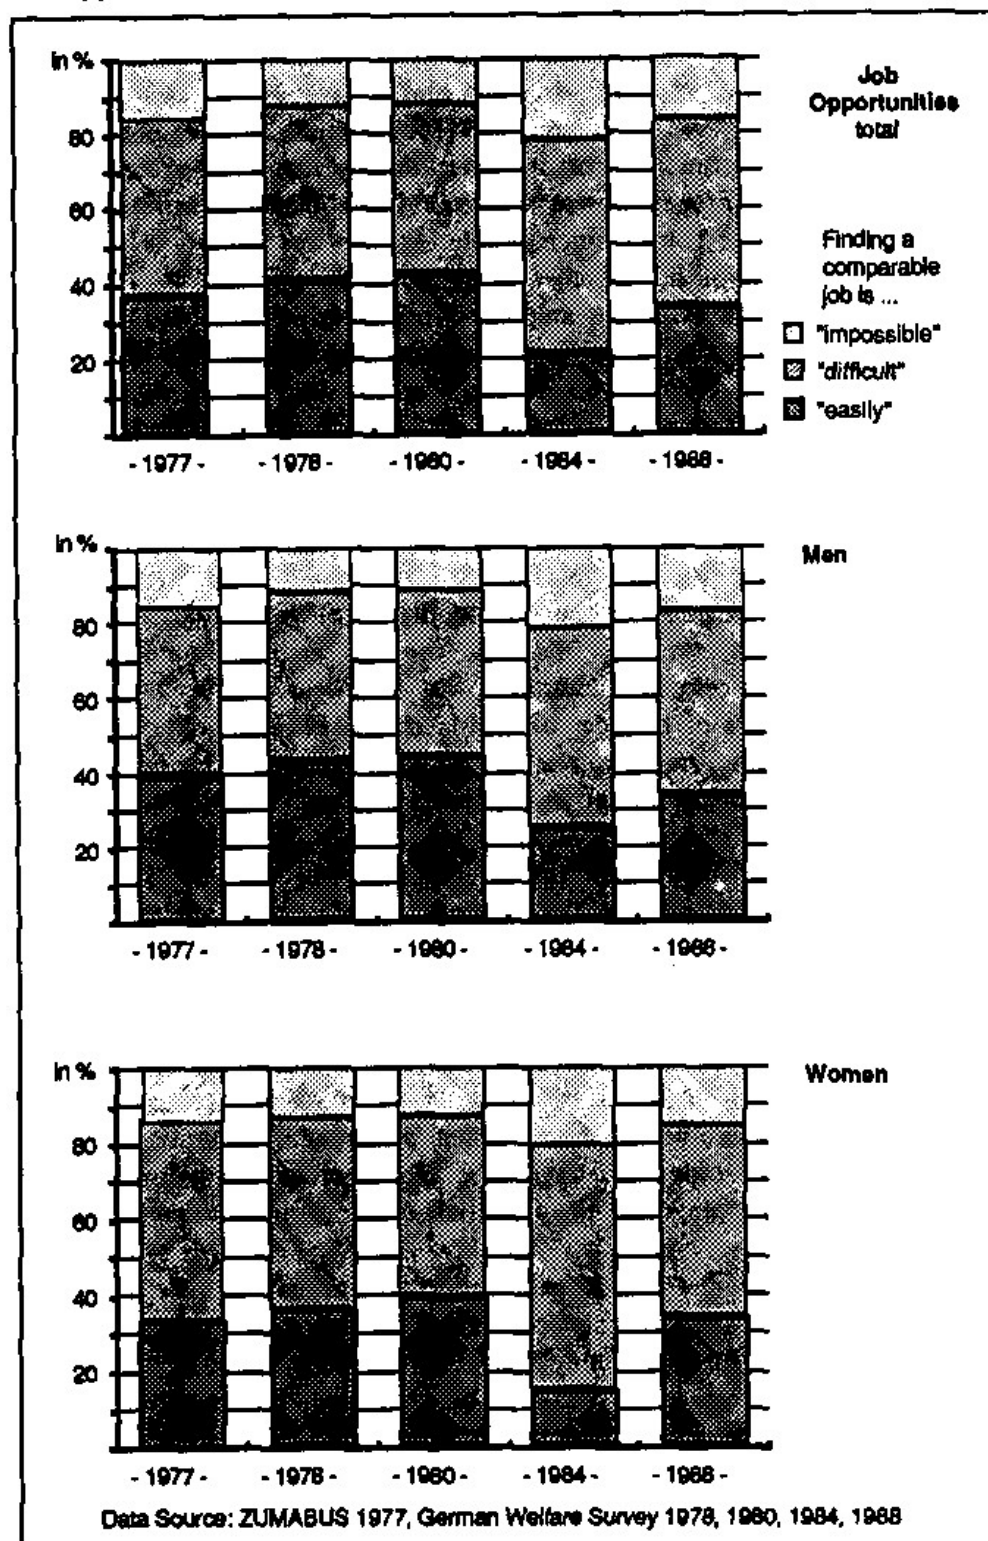 in %
80
60
40
20
- 1977 -
- 1978 -
- 1980 -
- 1984 -
- 1988 -
Job
Opportunities
total
Finding a
comparable
job is ...
"impossible"
"difficult"
"easily"
in %
80
60
40
20
- 1977 -
- 1978 -
- 1980 -
- 1984 -
- 1988 -
Men
in %
80
60
40
20
- 1977 -
- 1978 -
- 1980 -
- 1984 -
- 1988 -
Women
Data Source: ZUMABUS 1977, German Welfare Survey 1978, 1980, 1984, 1988